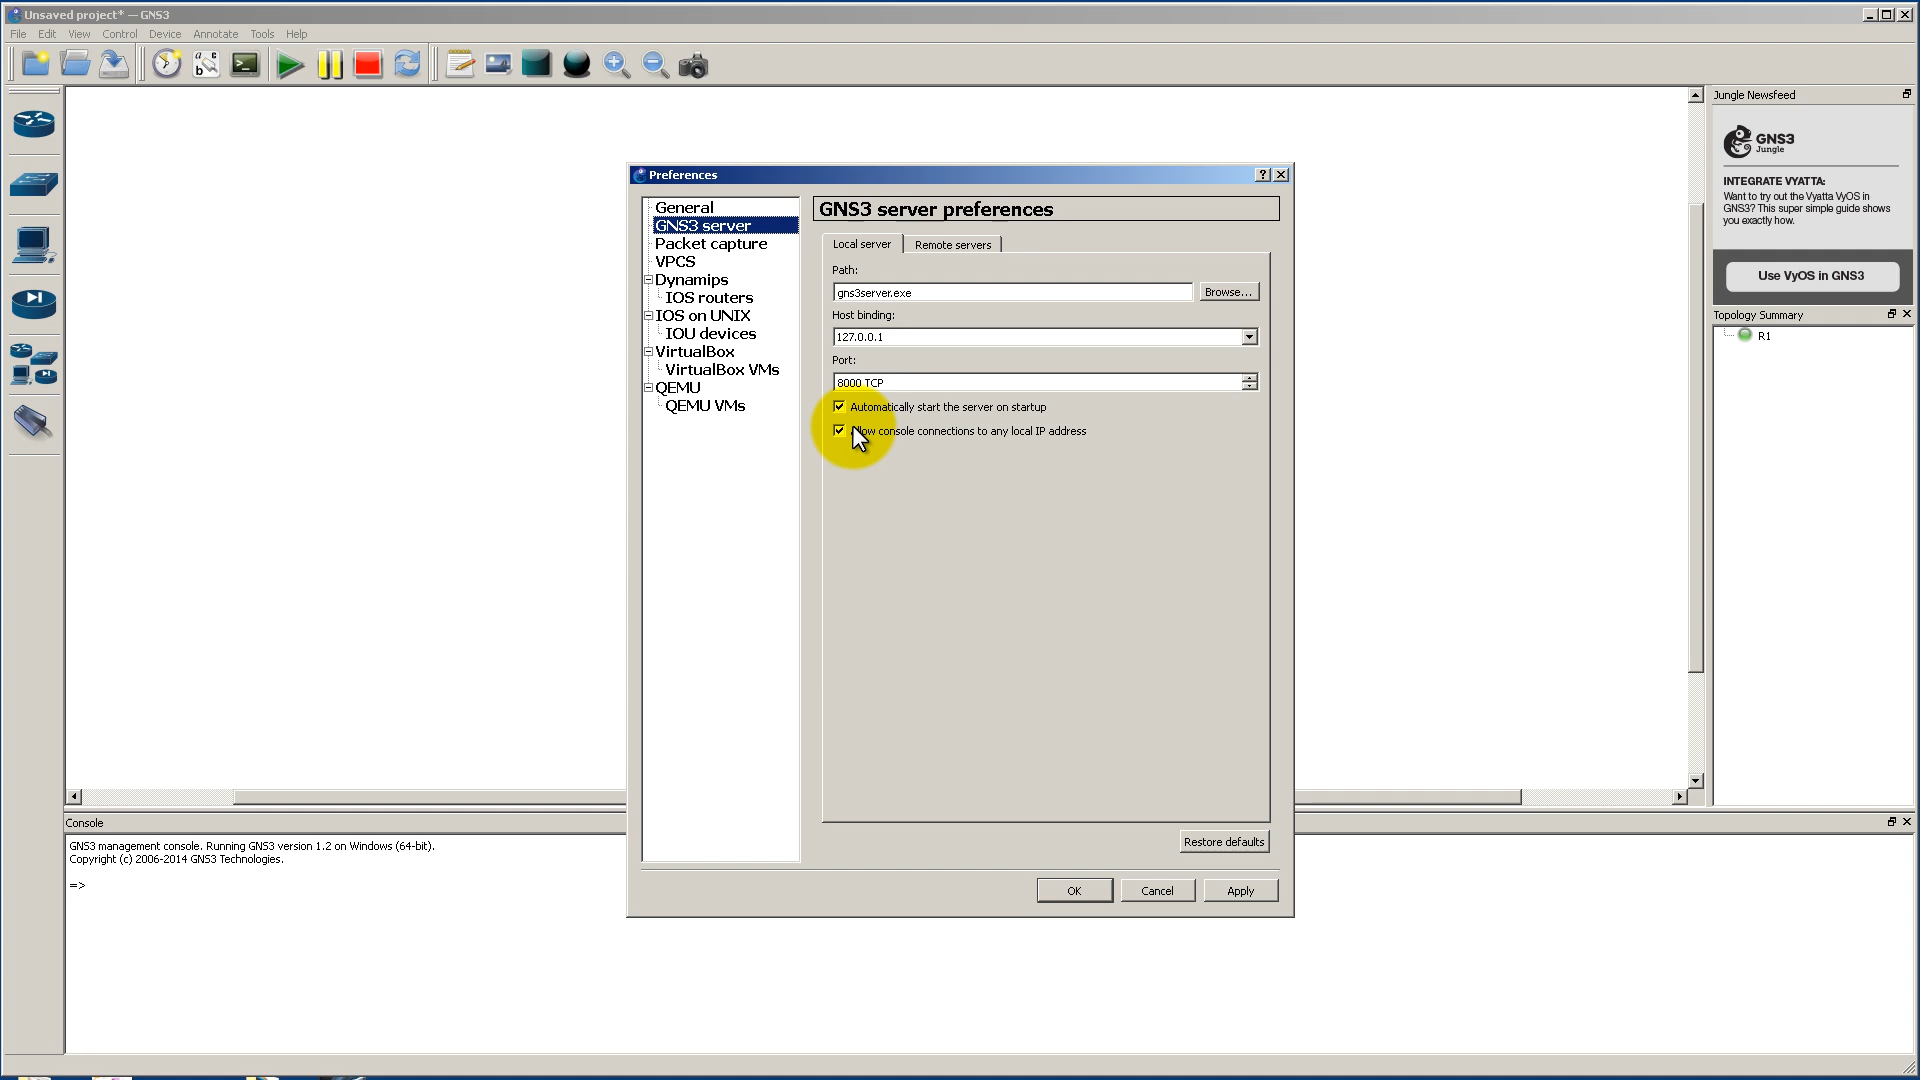 Unsaved project* — GNS3
File Edit View Control Device Annotate Tools Help
Jungle Newsfeed
GNS3
Jungle
INTEGRATE VYATTA:
Want to try out the Vyatta VyOS in
GNS3? This super simple guide shows
you exactly how.
Use VyOS in GNS3
Topology Summary
R1
Preferences
General
GNS3 server
Packet capture
VPCS
Dynamips
IOS routers
IOS on UNIX
IOU devices
VirtualBox
VirtualBox VMs
QEMU
QEMU VMs
GNS3 server preferences
Local server Remote servers
Path:
gns3server.exe Browse...
Host binding:
127.0.0.1
Port:
8000 TCP
Automatically start the server on startup
Allow console connections to any local IP address
Restore defaults
OK Cancel Apply
Console
GNS3 management console. Running GNS3 version 1.2 on Windows (64-bit).
Copyright (c) 2006-2014 GNS3 Technologies.
=>